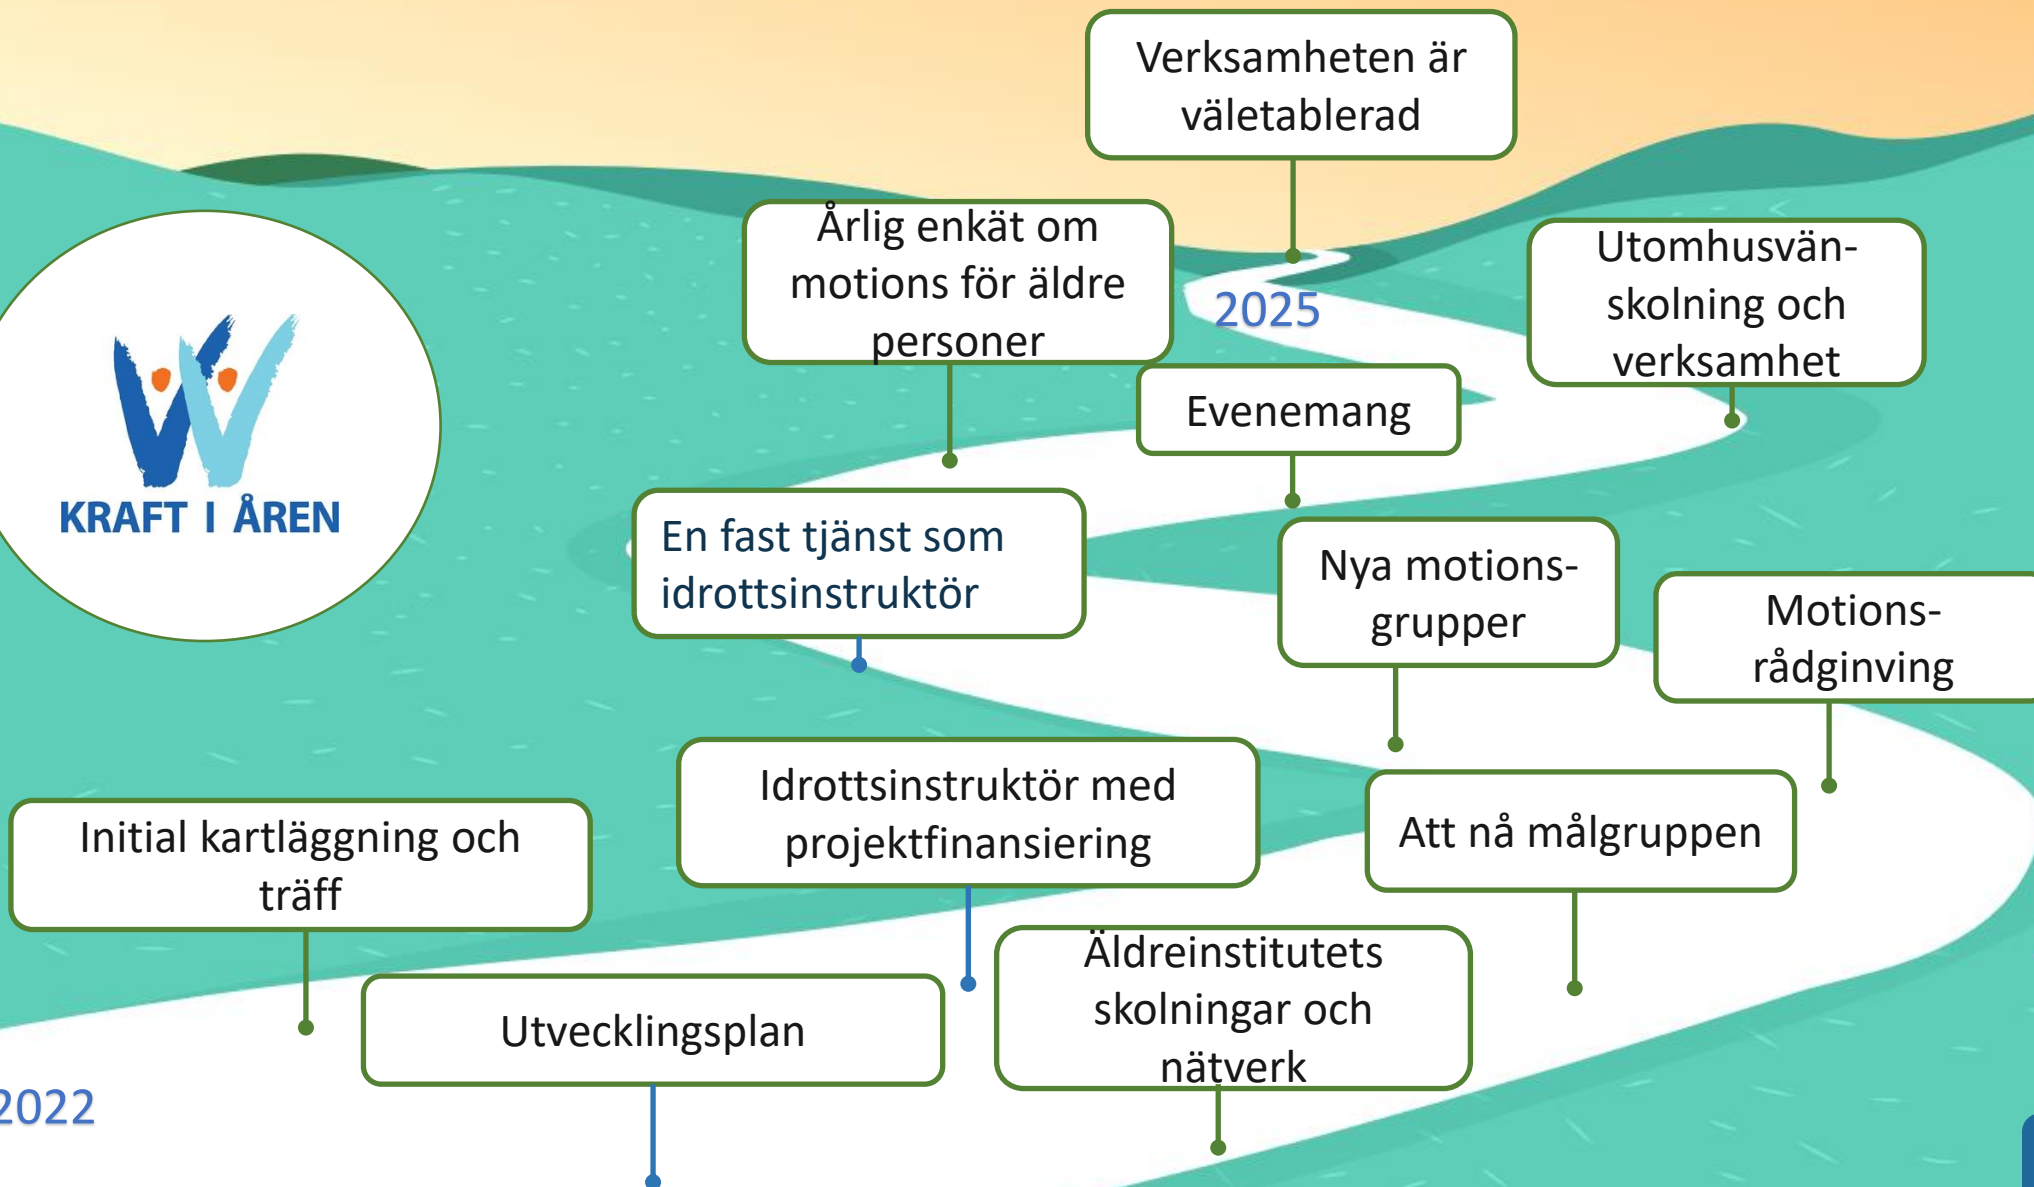 Verksamheten är
väletablerad
Årlig enkät om
motions för äldre
personer
2025
Utomhusvän-
skolning och
verksamhet
Evenemang
KRAFT I ÅREN
En fast tjänst som
idrottsinstruktör
Nya motions-
grupper
Motions-
rådginving
Idrottsinstruktör med
projektfinansiering
Att nå målgruppen
Initial kartläggning och
träff
Äldreinstitutets
skolningar och
nätverk
Utvecklingsplan
2022